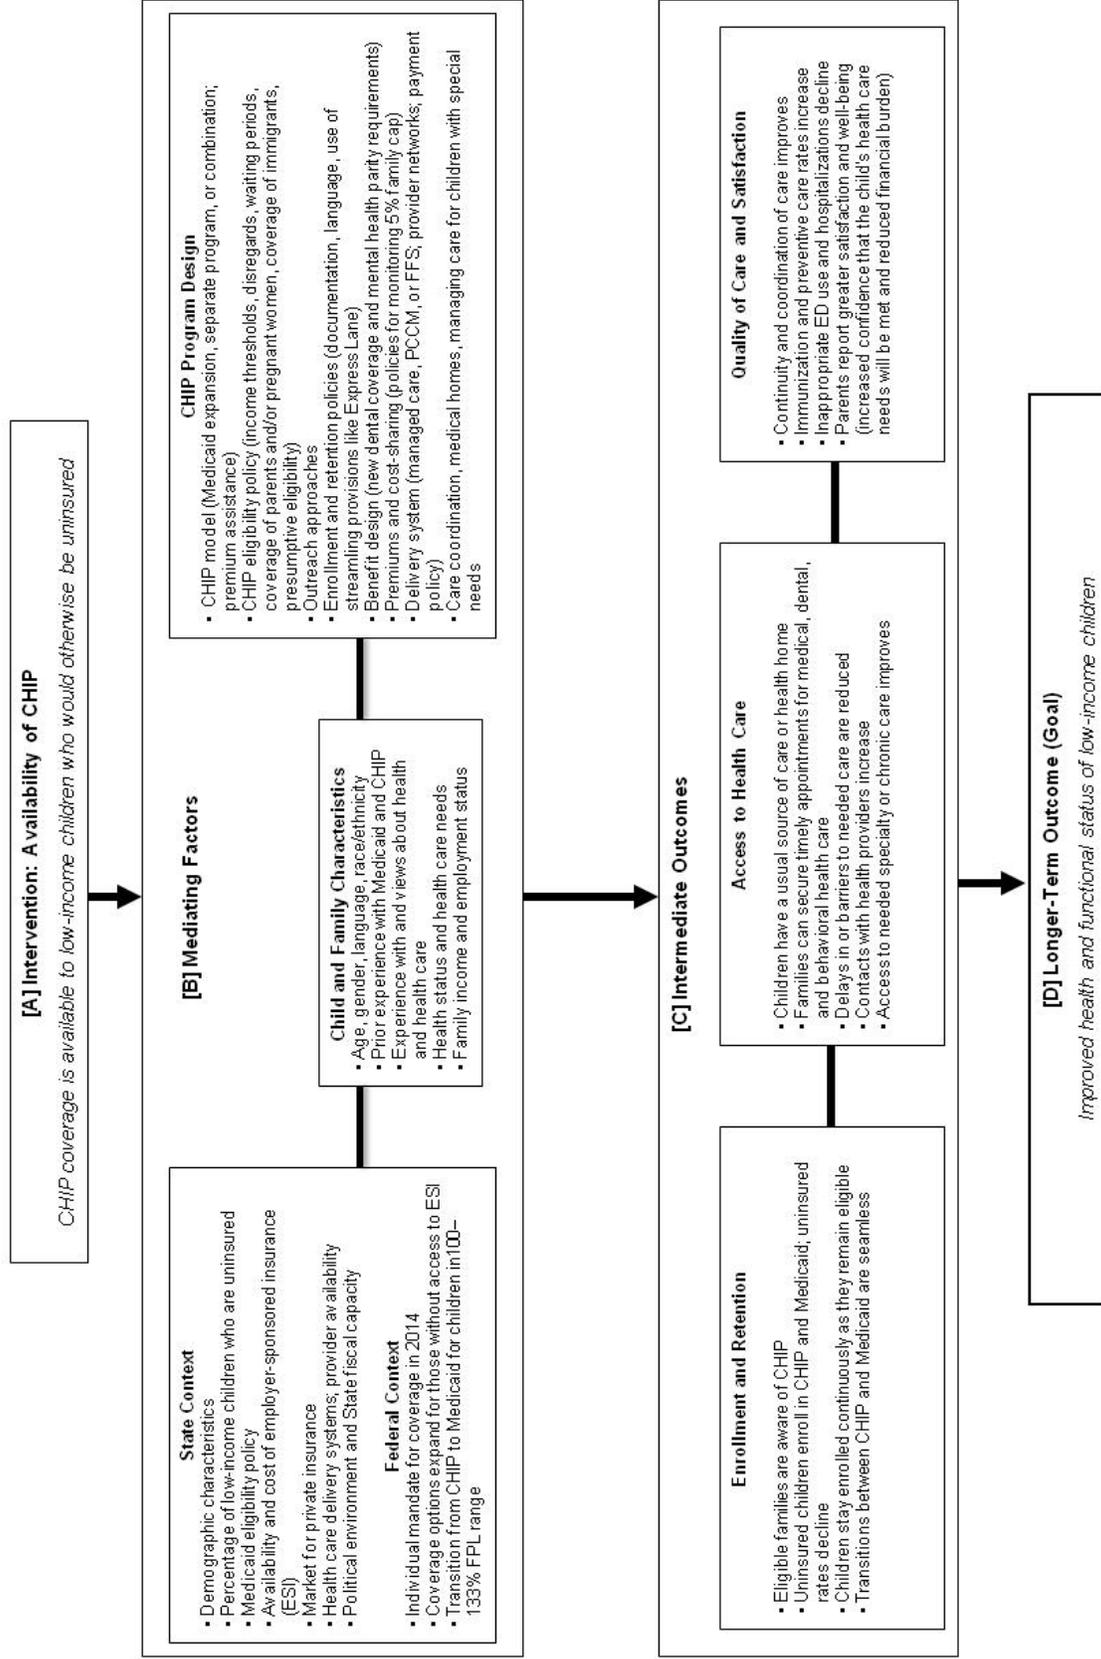 [A] Intervention: Availability of CHIP
CHIP coverage is available to low-income children who would otherwise be uninsured
[B] Mediating Factors
State Context
▪ Demographic characteristics
▪ Percentage of low-income children who are uninsured
▪ Medicaid eligibility policy
▪ Availability and cost of employer-sponsored insurance
(ESI)
▪ Market for private insurance
▪ Health care delivery systems; provider availability
▪ Political environment and State fiscal capacity
Federal Context
▪ Individual mandate for coverage in 2014
▪ Coverage options expand for those without access to ESI
▪ Transition from CHIP to Medicaid for children in100–
133% FPL range
Child and Family Characteristics
▪ Age, gender, language, race/ethnicity
▪ Prior experience with Medicaid and CHIP
▪ Experience with and views about health
and health care
▪ Health status and health care needs
▪ Family income and employment status
CHIP Program Design
▪ CHIP model (Medicaid expansion, separate program, or combination;
premium assistance)
▪ CHIP eligibility policy (income thresholds, disregards, waiting periods,
coverage of parents and/or pregnant women, coverage of immigrants,
presumptive eligibility)
▪ Outreach approaches
▪ Enrollment and retention policies (documentation, language, use of
streamling provisions like Express Lane)
▪ Benefit design (new dental coverage and mental health parity requirements)
▪ Premiums and cost-sharing (policies for monitoring 5% family cap)
▪ Delivery system (managed care, PCCM, or FFS; provider networks; payment
policy)
▪ Care coordination, medical homes, managing care for children with special
needs
[C] Intermediate Outcomes
Enrollment and Retention
▪ Eligible families are aware of CHIP
▪ Uninsured children enroll in CHIP and Medicaid; uninsured
rates decline
▪ Children stay enrolled continuously as they remain eligible
▪ Transitions between CHIP and Medicaid are seamless
Access to Health Care
▪ Children have a usual source of care or health home
▪ Families can secure timely appointments for medical, dental,
and behavioral health care
▪ Delays in or barriers to needed care are reduced
▪ Contacts with health providers increase
▪ Access to needed specialty or chronic care improves
Quality of Care and Satisfaction
▪ Continuity and coordination of care improves
▪ Immunization and preventive care rates increase
▪ Inappropriate ED use and hospitalizations decline
▪ Parents report greater satisfaction and well-being
(increased confidence that the child's health care
needs will be met and reduced financial burden)
[D] Longer-Term Outcome (Goal)
Improved health and functional status of low-income children